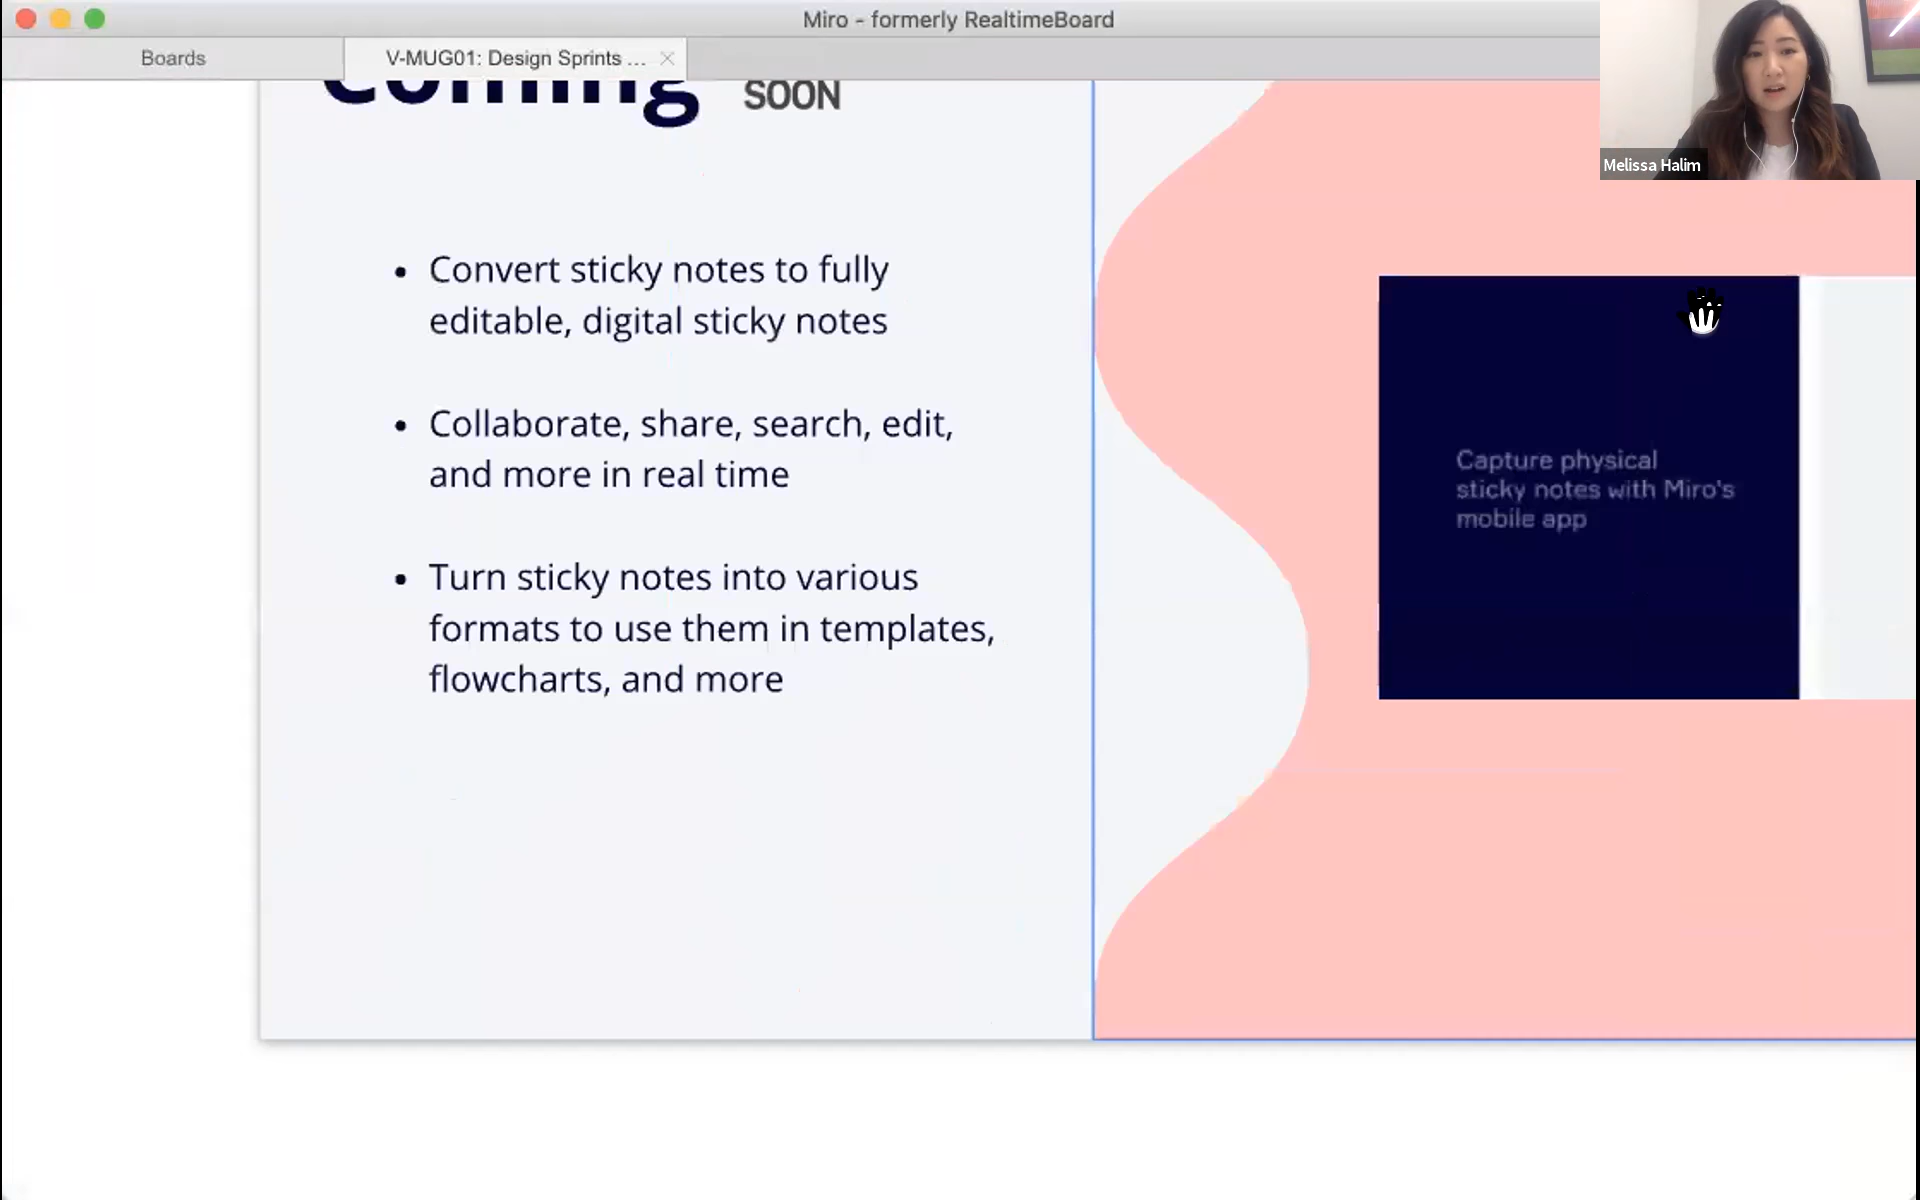 Miro - formerly RealtimeBoard
Boards
V-MUG01: Design Sprints ...
Melissa Halim
Coming SOON
• Convert sticky notes to fully
editable, digital sticky notes
• Collaborate, share, search, edit,
and more in real time
• Turn sticky notes into various
formats to use them in templates,
flowcharts, and more
Capture physical
sticky notes with Miro's
mobile app